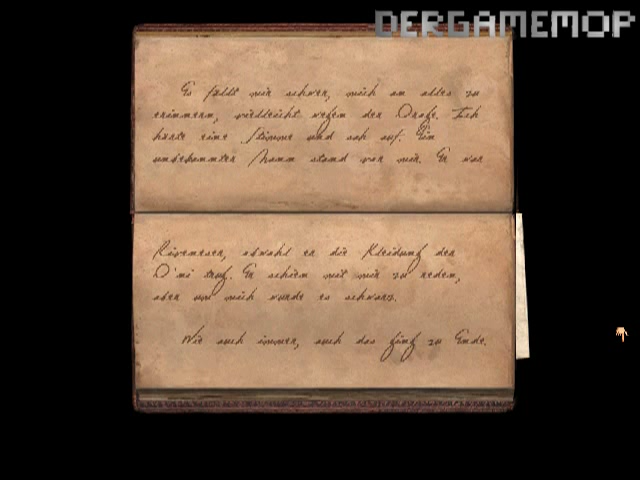 DERGAMEMOP
Es fällt mir schwer, mich an alles zu
erinnern, vielleicht wegen der Droge. Ich
hörte eine Stimme und sah auf. Ein
unbekannter Mann stand vor mir. Er war
Rivenesen, obwohl er die Kleidung der
D'ni trug. Er schien mit mir zu reden,
aber um mich wurde es schwarz.
Wie auch immer, auch das ging zu Ende.